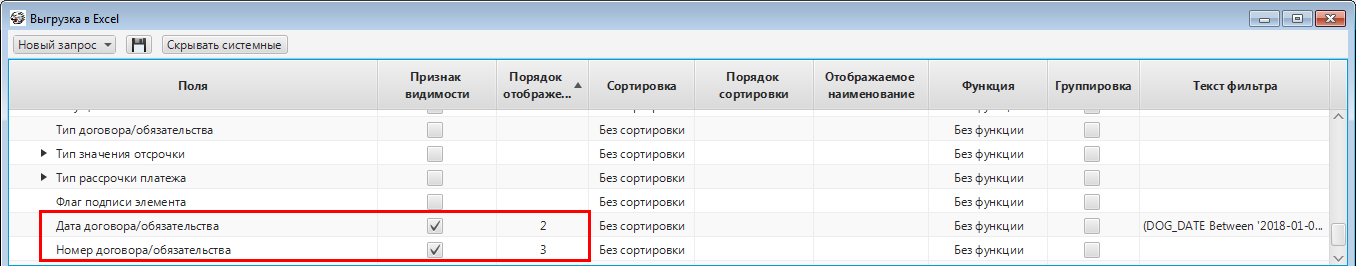 Выгрузка в Excel
Новый запрос
Скрывать системные
Поля Признак видимости Порядок отображе... Сортировка Порядок сортировки Отображаемое наименование Функция Группировка Текст фильтра
Тип договора/обязательства Без сортировки Без функции
Тип значения отсрочки Без сортировки Без функции
Тип рассрочки платежа Без сортировки Без функции
Флаг подписи элемента Без сортировки Без функции
Дата договора/обязательства 2 Без сортировки Без функции (DOG_DATE Between '2018-01-0...
Номер договора/обязательства 3 Без сортировки Без функции